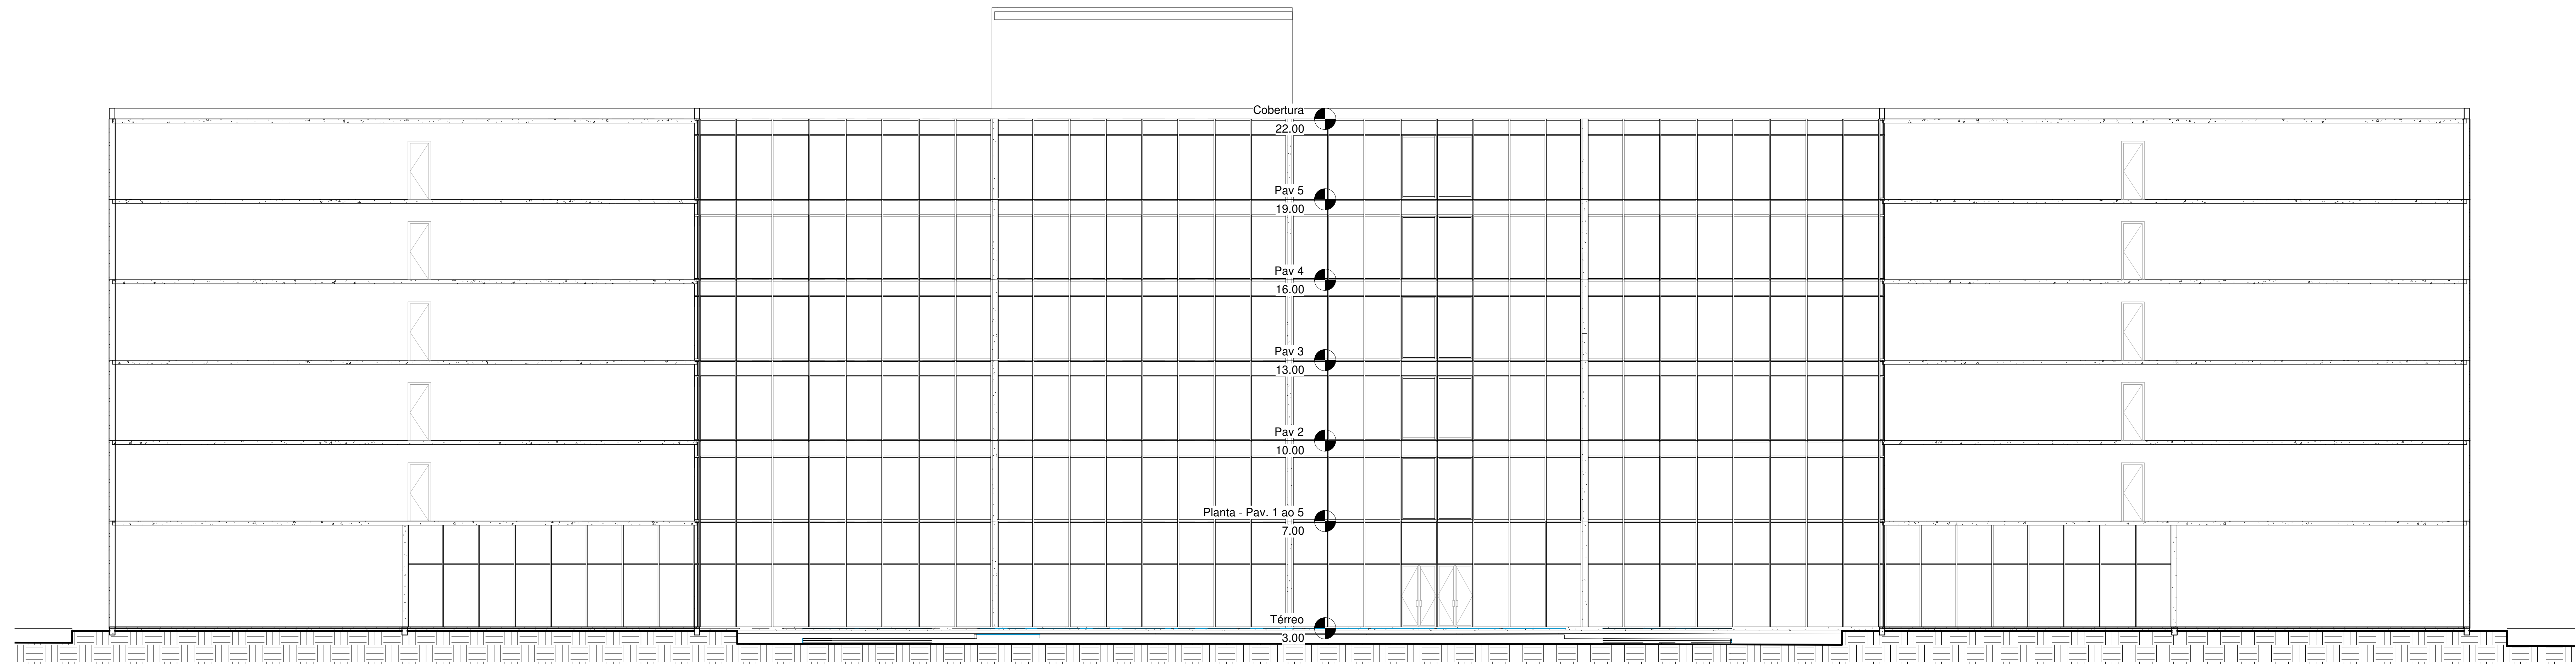 Cobertura
22.00
Pav 5
19.00
Pav 4
16.00
Pav 3
13.00
Pav 2
10.00
Planta - Pav. 1 ao 5
7.00
Térreo
3.00